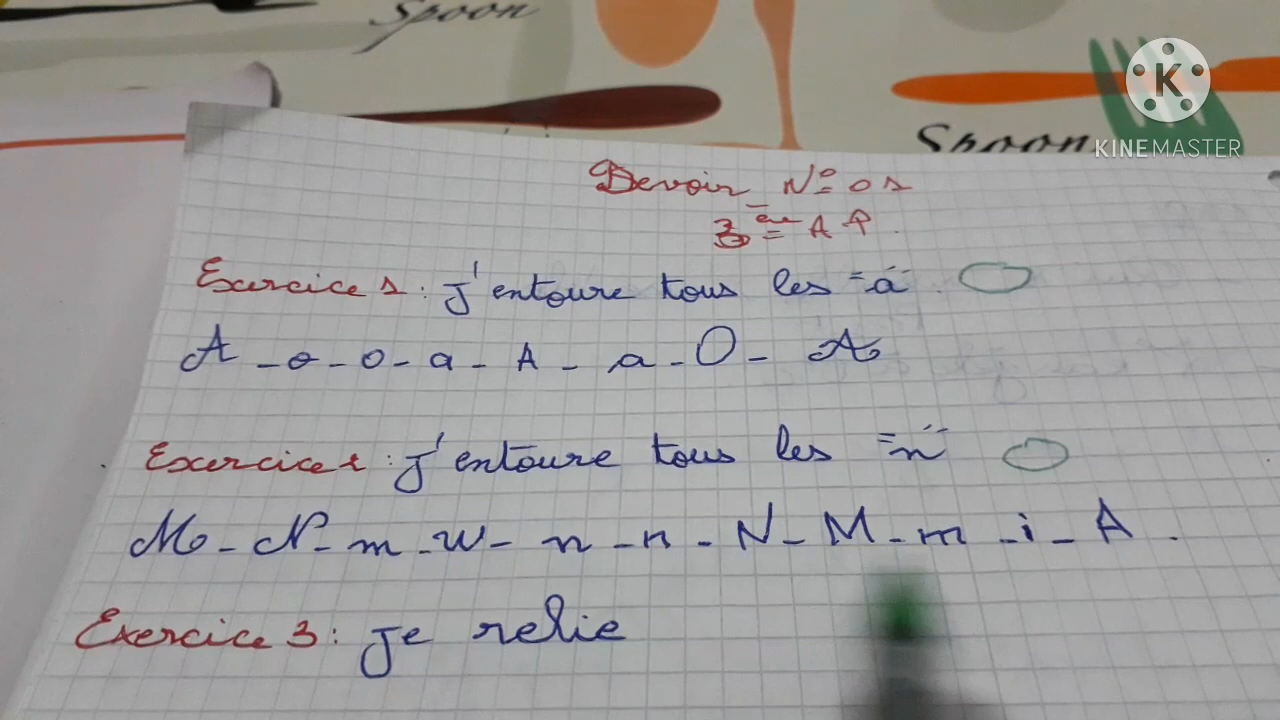 Spoon
Spoon
KINEMASTER
Devoir N° 01
3ème AP.
Exercice 1: J'entoure tous les "a".
A - o - o - a - A - a - O - A
Exercice 2: J'entoure tous les "n"
M - N - m - w - n - n - N - M - m - i - A.
Exercice 3: Je relie